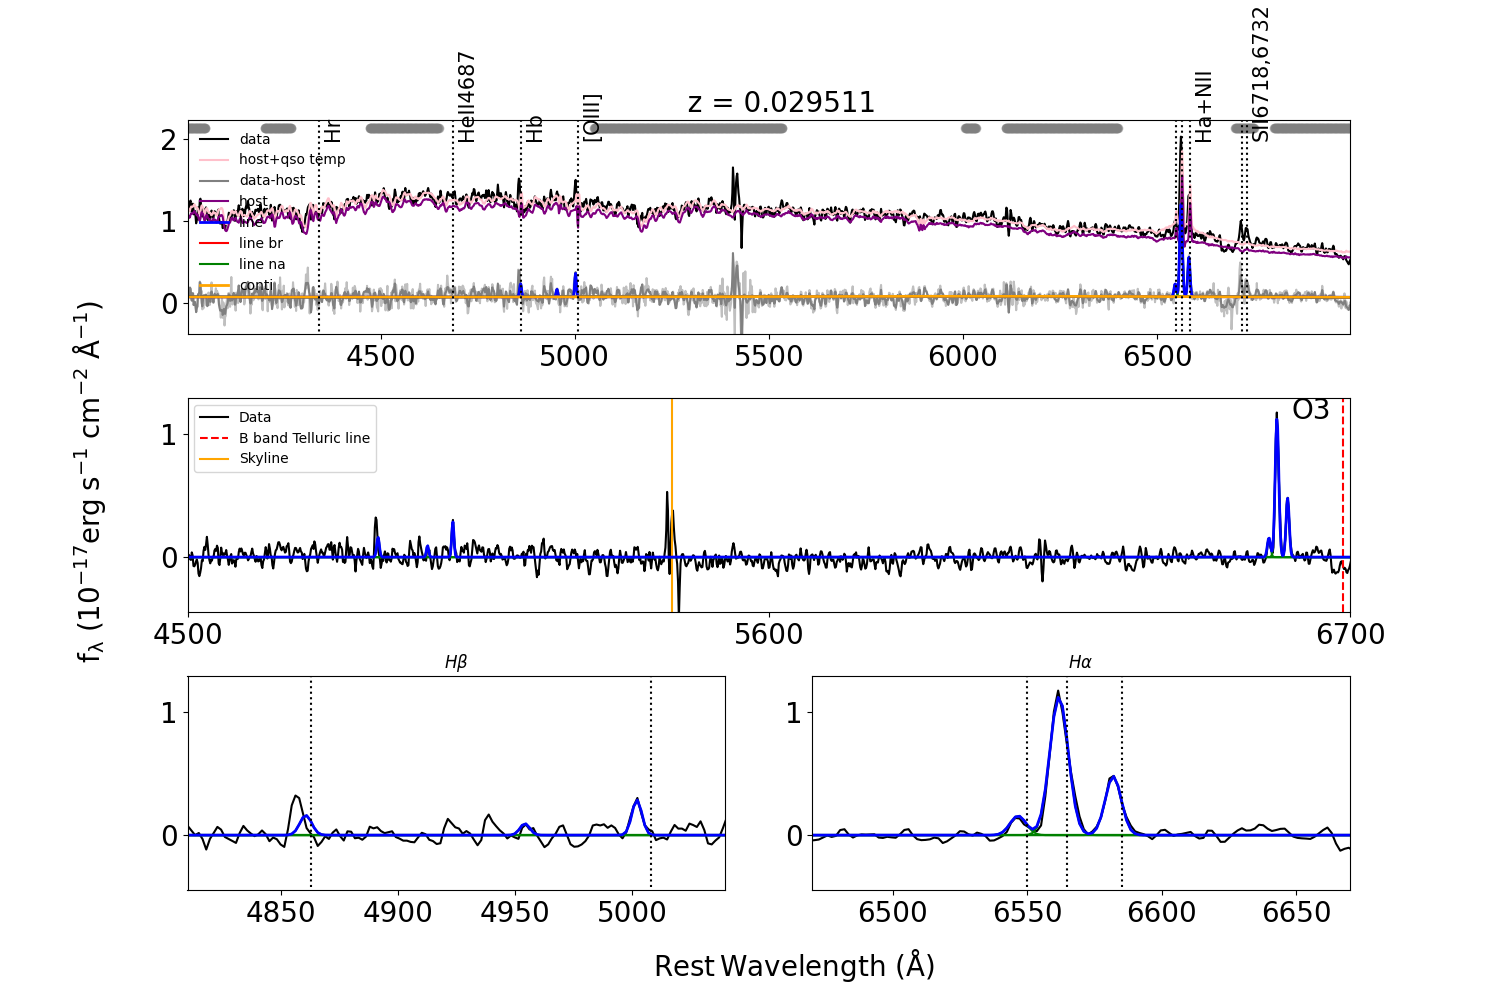 z = 0.029511
Hr
HeII4687
Hb
[OIII]
Ha+NII
SII6718,6732
data
host+qso temp
data-host
host
line
line br
line na
conti
2
1
0
4500 5000 5500 6000 6500
Data
B band Telluric line
Skyline
O3
1
0
4500 5600 6700
fλ (10−17erg s−1 cm−2 Å−1)
Hβ
1
0
4850 4900 4950 5000
Hα
1
0
6500 6550 6600 6650
Rest Wavelength (Å)